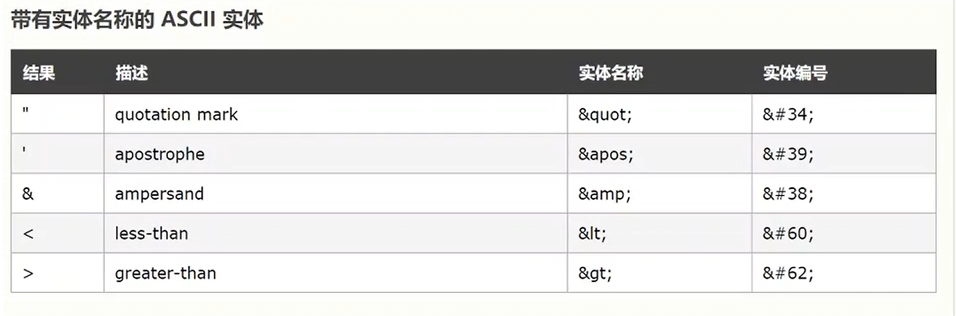 带有实体名称的 ASCII 实体
结果 描述 实体名称 实体编号
" quotation mark &quot; &#34;
' apostrophe &apos; &#39;
& ampersand &amp; &#38;
< less-than &lt; &#60;
> greater-than &gt; &#62;